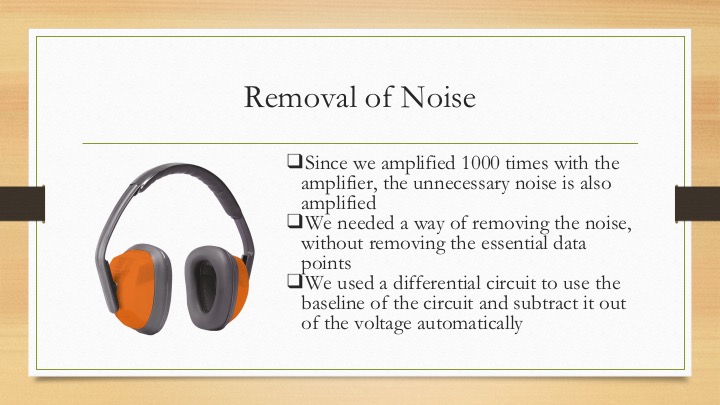 Removal of Noise
❑Since we amplified 1000 times with the
amplifier, the unnecessary noise is also
amplified
❑We needed a way of removing the noise,
without removing the essential data
points
❑We used a differential circuit to use the
baseline of the circuit and subtract it out
of the voltage automatically